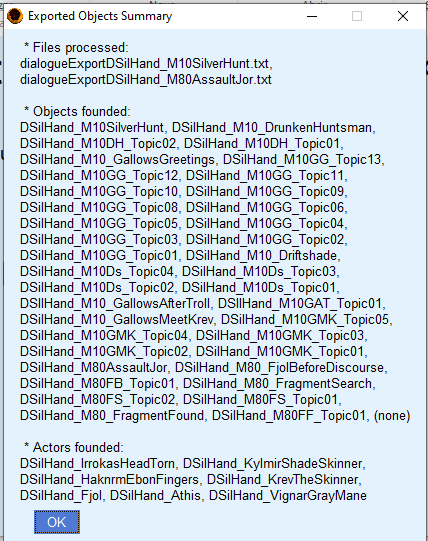 Exported Objects Summary
* Files processed:
dialogueExportDSilHand_M10SilverHunt.txt,
dialogueExportDSilHand_M80AssaultJor.txt
* Objects founded:
DSilHand_M10SilverHunt, DSilHand_M10_DrunkenHuntsman,
DSilHand_M10DH_Topic02, DSilHand_M10DH_Topic01,
DSilHand_M10_GallowsGreetings, DSilHand_M10GG_Topic13,
DSilHand_M10GG_Topic12, DSilHand_M10GG_Topic11,
DSilHand_M10GG_Topic10, DSilHand_M10GG_Topic09,
DSilHand_M10GG_Topic08, DSilHand_M10GG_Topic06,
DSilHand_M10GG_Topic05, DSilHand_M10GG_Topic04,
DSilHand_M10GG_Topic03, DSilHand_M10GG_Topic02,
DSilHand_M10GG_Topic01, DSilHand_M10_Driftshade,
DSilHand_M10Ds_Topic04, DSilHand_M10Ds_Topic03,
DSilHand_M10Ds_Topic02, DSilHand_M10Ds_Topic01,
DSIlHand_M10_GallowsAfterTroll, DSIlHand_M10GAT_Topic01,
DSilHand_M10_GallowsMeetKrev, DSilHand_M10GMK_Topic05,
DSilHand_M10GMK_Topic04, DSilHand_M10GMK_Topic03,
DSilHand_M10GMK_Topic02, DSilHand_M10GMK_Topic01,
DSilHand_M80AssaultJor, DSilHand_M80_FjolBeforeDiscourse,
DSilHand_M80FB_Topic01, DSilHand_M80_FragmentSearch,
DSilHand_M80FS_Topic02, DSilHand_M80FS_Topic01,
DSilHand_M80_FragmentFound, DSilHand_M80FF_Topic01, (none)
* Actors founded:
DSilHand_IrrokasHeadTorn, DSilHand_KylmirShadeSkinner,
DSilHand_HaknrmEbonFingers, DSilHand_KrevTheSkinner,
DSilHand_Fjol, DSilHand_Athis, DSilHand_VignarGrayMane
OK